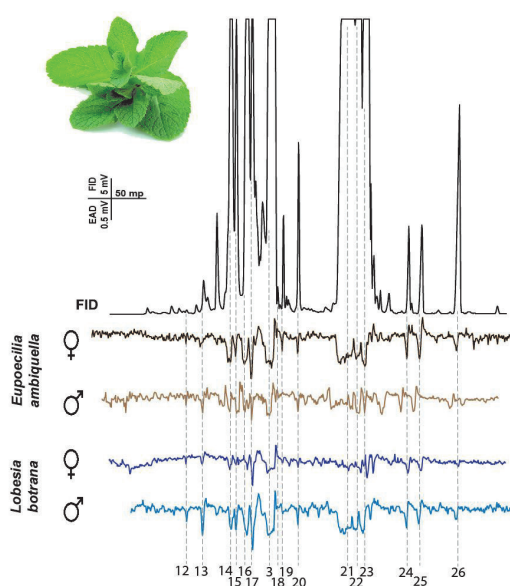 FID
5 mV
50 mp
EAD
0.5 mV
FID
Eupoecilia
ambiquella
♀
♂
Lobesia
botrana
♀
♂
12 13 14 16 3 19 21 23 24 26
15 17 18 20 22 25